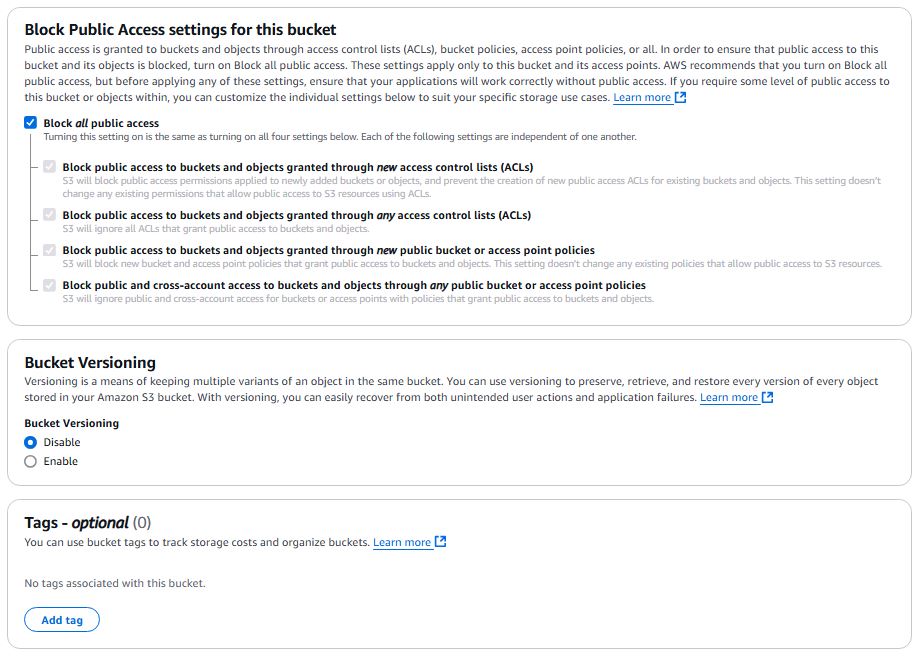 Block Public Access settings for this bucket
Public access is granted to buckets and objects through access control lists (ACLs), bucket policies, access point policies, or all. In order to ensure that public access to this
bucket and its objects is blocked, turn on Block all public access. These settings apply only to this bucket and its access points. AWS recommends that you turn on Block all
public access, but before applying any of these settings, ensure that your applications will work correctly without public access. If you require some level of public access to
this bucket or objects within, you can customize the individual settings below to suit your specific storage use cases. Learn more
Block all public access
Turning this setting on is the same as turning on all four settings below. Each of the following settings are independent of one another.
Block public access to buckets and objects granted through new access control lists (ACLs)
S3 will block public access permissions applied to newly added buckets or objects, and prevent the creation of new public access ACLs for existing buckets and objects. This setting doesn't
change any existing permissions that allow public access to S3 resources using ACLs.
Block public access to buckets and objects granted through any access control lists (ACLs)
S3 will ignore all ACLs that grant public access to buckets and objects.
Block public access to buckets and objects granted through new public bucket or access point policies
S3 will block new bucket and access point policies that grant public access to buckets and objects. This setting doesn't change any existing policies that allow public access to S3 resources.
Block public and cross-account access to buckets and objects through any public bucket or access point policies
S3 will ignore public and cross-account access for buckets or access points with policies that grant public access to buckets and objects.
Bucket Versioning
Versioning is a means of keeping multiple variants of an object in the same bucket. You can use versioning to preserve, retrieve, and restore every version of every object
stored in your Amazon S3 bucket. With versioning, you can easily recover from both unintended user actions and application failures. Learn more
Bucket Versioning
Disable
Enable
Tags - optional (0)
You can use bucket tags to track storage costs and organize buckets. Learn more
No tags associated with this bucket.
Add tag